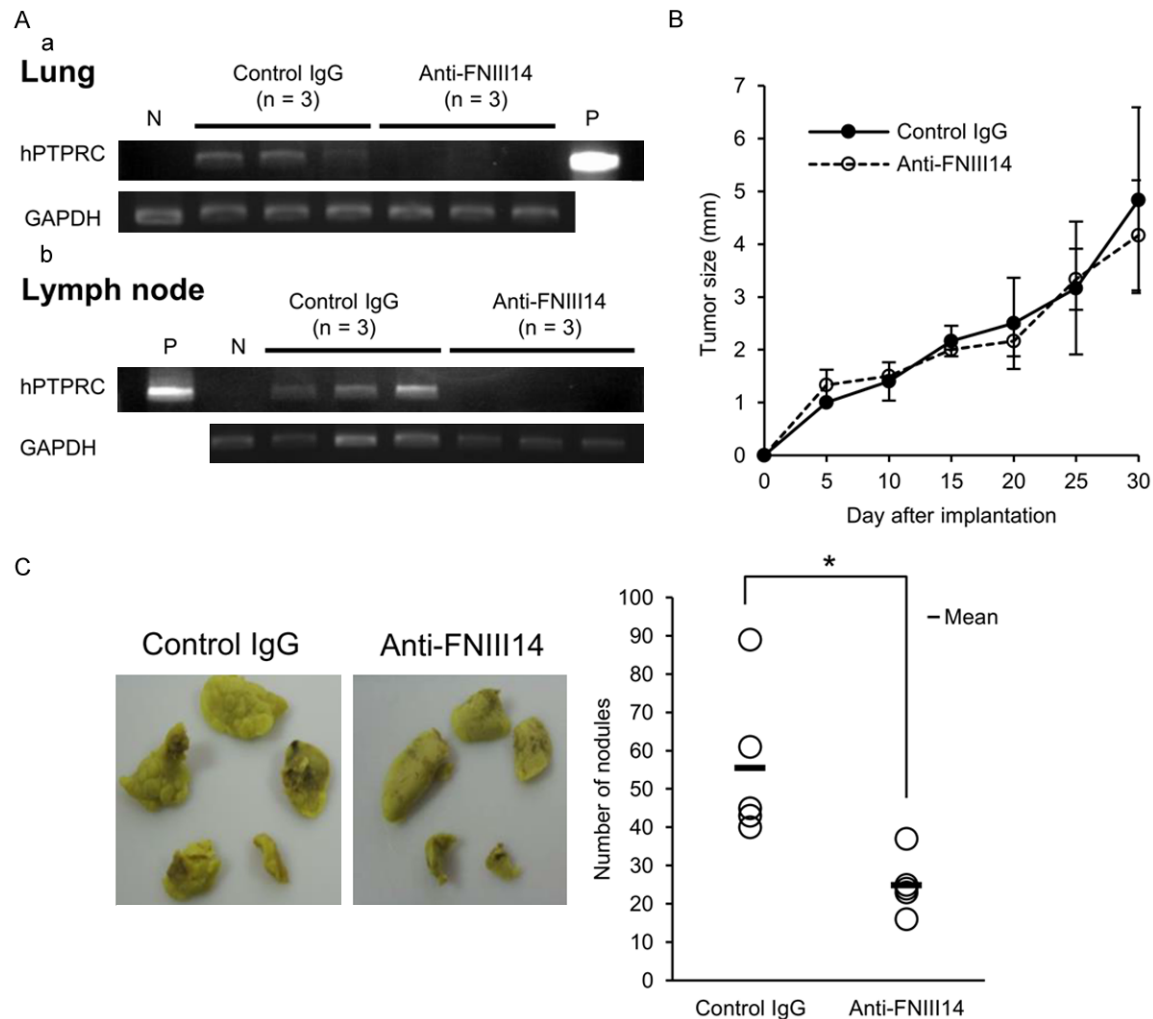 A
a
Lung
Control IgG
(n = 3)
Anti-FNIII14
(n = 3)
N
P
hPTPRC
GAPDH
b
Lymph node
Control IgG
(n = 3)
Anti-FNIII14
(n = 3)
P
N
hPTPRC
GAPDH
B
7
6
5
4
3
2
1
0
Tumor size (mm)
Control IgG
Anti-FNIII14
0 5 10 15 20 25 30
Day after implantation
C
Control IgG
Anti-FNIII14
*
Mean
100
90
80
70
60
50
40
30
20
10
0
Number of nodules
Control IgG
Anti-FNIII14